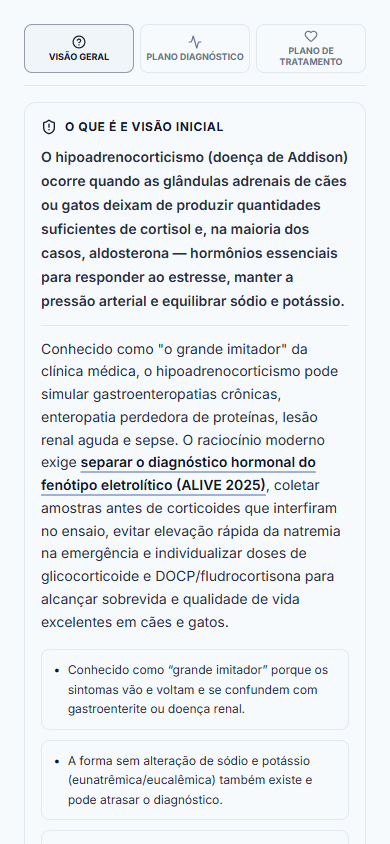 VISÃO GERAL
PLANO DIAGNÓSTICO
PLANO DE
TRATAMENTO
O QUE É E VISÃO INICIAL
O hipoadrenocorticismo (doença de Addison)
ocorre quando as glândulas adrenais de cães
ou gatos deixam de produzir quantidades
suficientes de cortisol e, na maioria dos
casos, aldosterona — hormônios essenciais
para responder ao estresse, manter a
pressão arterial e equilibrar sódio e potássio.
Conhecido como "o grande imitador" da
clínica médica, o hipoadrenocorticismo pode
simular gastroenteropatias crônicas,
enteropatia perdedora de proteínas, lesão
renal aguda e sepse. O raciocínio moderno
exige separar o diagnóstico hormonal do
fenótipo eletrolítico (ALIVE 2025), coletar
amostras antes de corticoides que interfiram
no ensaio, evitar elevação rápida da natremia
na emergência e individualizar doses de
glicocorticoide e DOCP/fludrocortisona para
alcançar sobrevida e qualidade de vida
excelentes em cães e gatos.
• Conhecido como “grande imitador” porque os
sintomas vão e voltam e se confundem com
gastroenterite ou doença renal.
• A forma sem alteração de sódio e potássio
(eunatrêmica/eucalêmica) também existe e
pode atrasar o diagnóstico.